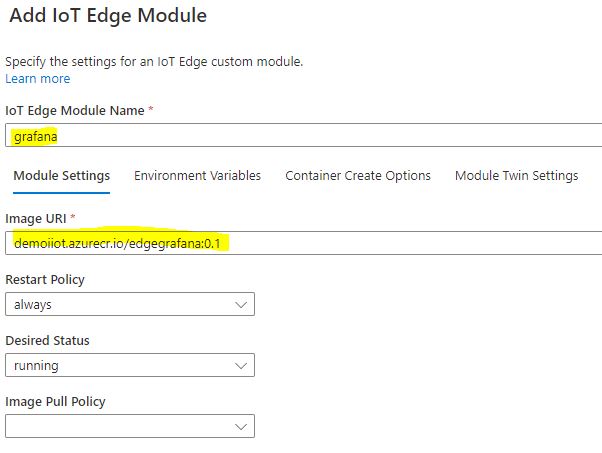 Add IoT Edge Module
Specify the settings for an IoT Edge custom module.
Learn more
IoT Edge Module Name *
grafana
Module Settings Environment Variables Container Create Options Module Twin Settings
Image URI *
demoiiot.azurecr.io/edgegrafana:0.1
Restart Policy
always
Desired Status
running
Image Pull Policy